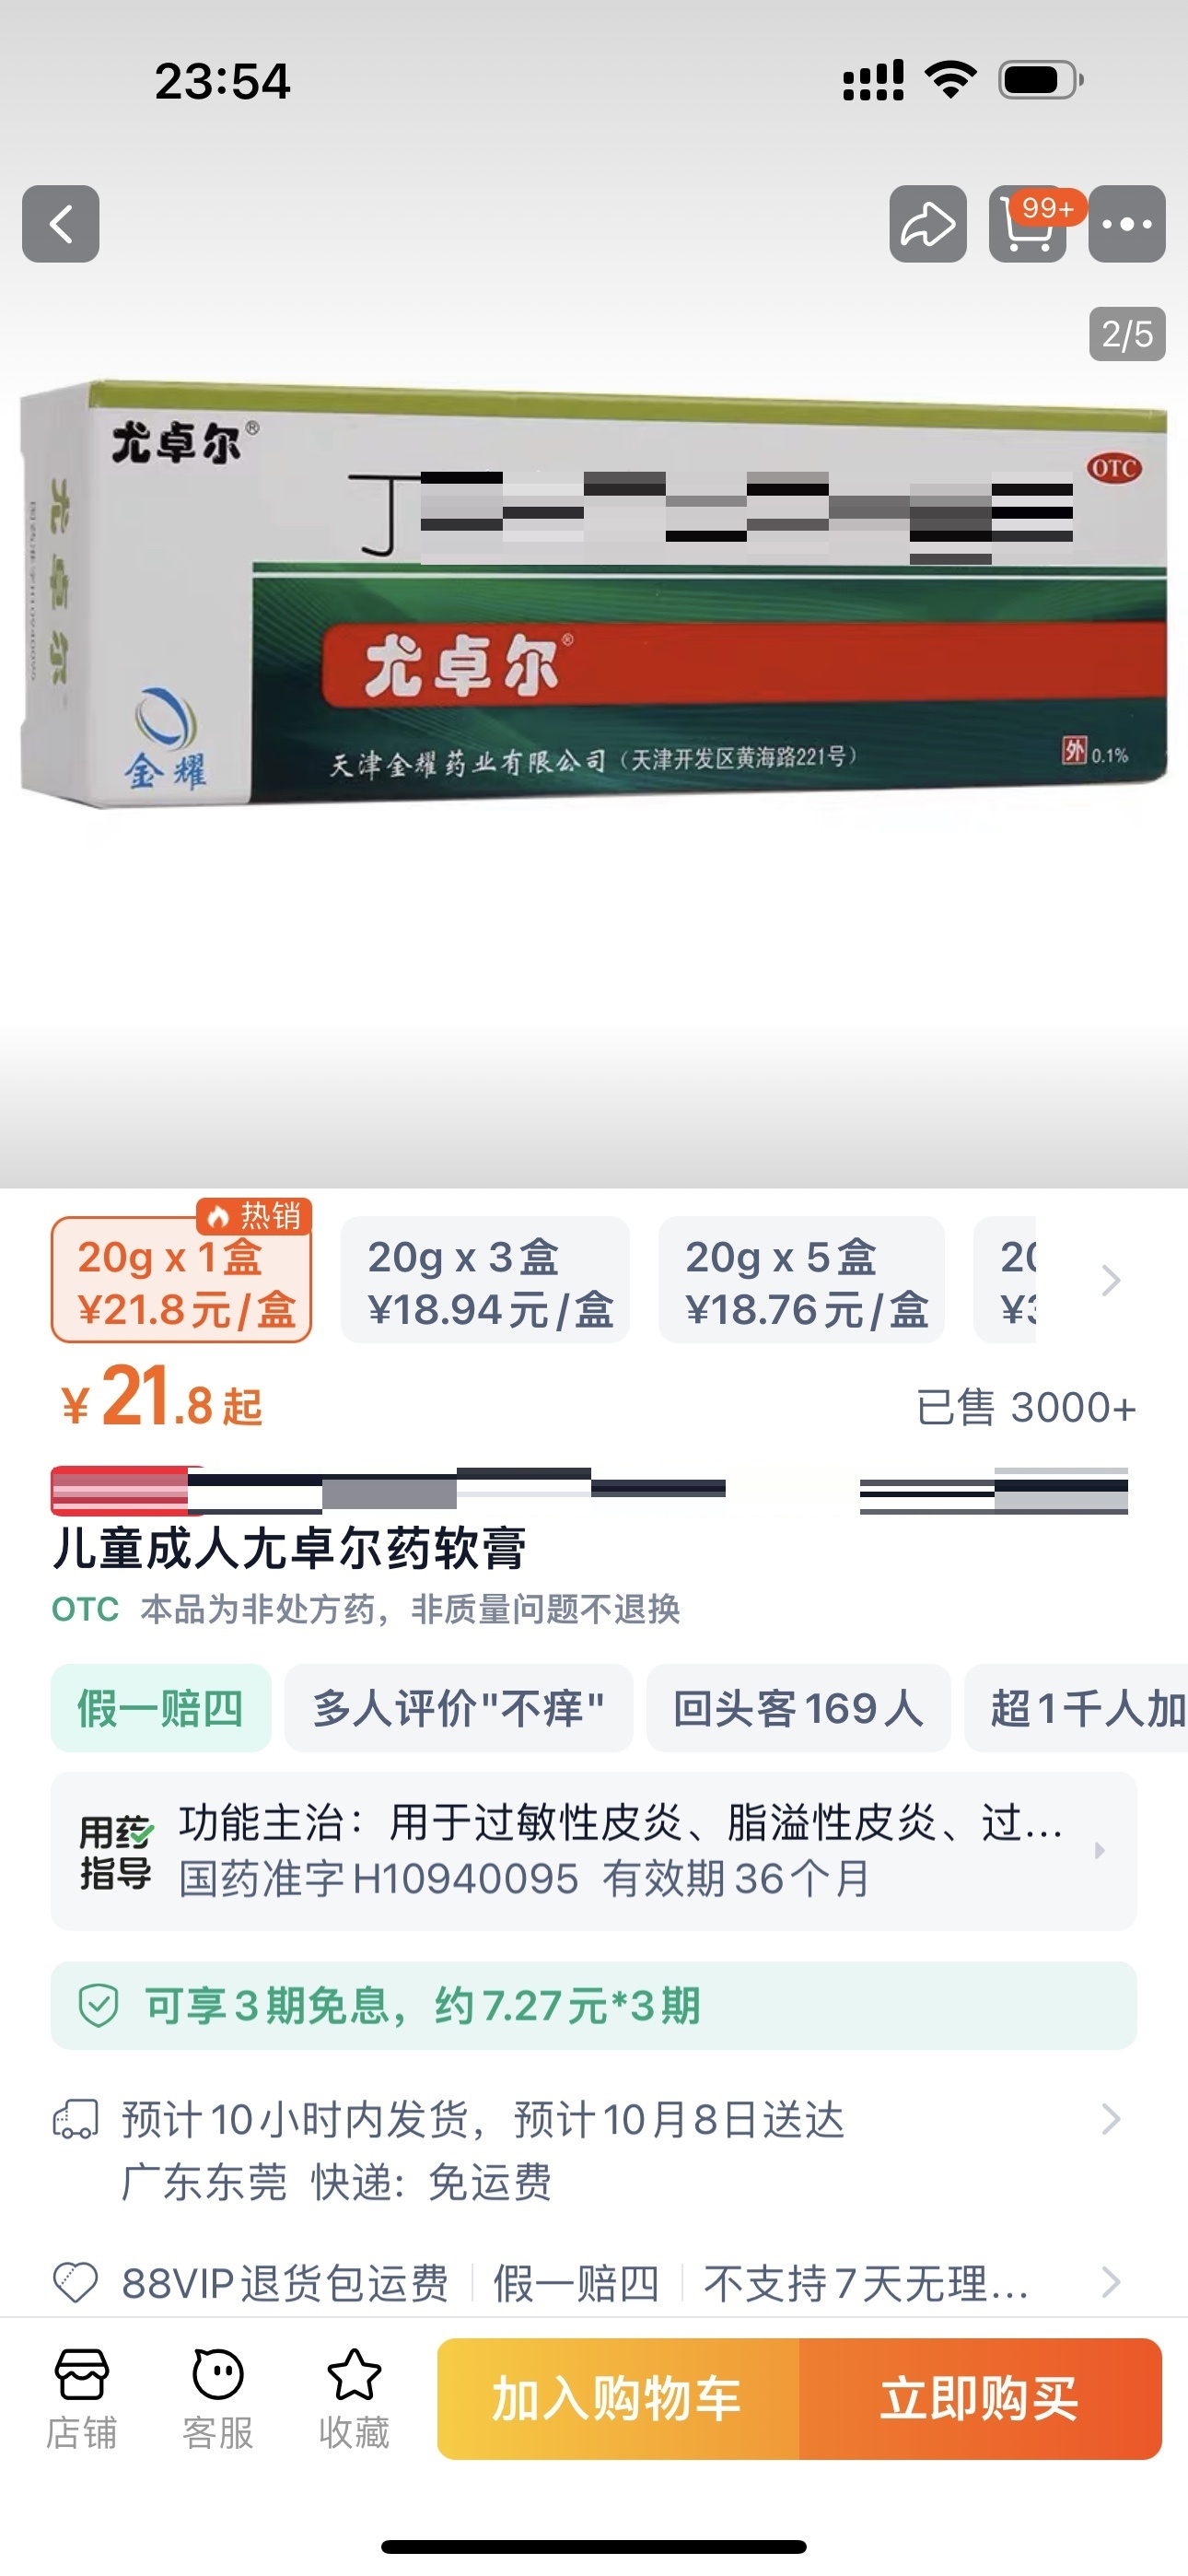 23:54
99+
2/5
尤卓尔®
OTC
丁
尤卓尔
尤卓尔®
金耀
天津金耀药业有限公司（天津开发区黄海路221号）
外 0.1%
热销
20g x 1盒
¥21.8元/盒
20g x 3盒
¥18.94元/盒
20g x 5盒
¥18.76元/盒
¥21.8起
已售 3000+
儿童成人尤卓尔药软膏
OTC 本品为非处方药，非质量问题不退换
假一赔四
多人评价"不痒"
回头客169人
超1千人加
用药指导
功能主治：用于过敏性皮炎、脂溢性皮炎、过...
国药准字H10940095 有效期36个月
可享3期免息，约7.27元*3期
预计10小时内发货，预计10月8日送达
广东东莞 快递：免运费
88VIP退货包运费 假一赔四 不支持7天无理...
店铺
客服
收藏
加入购物车
立即购买